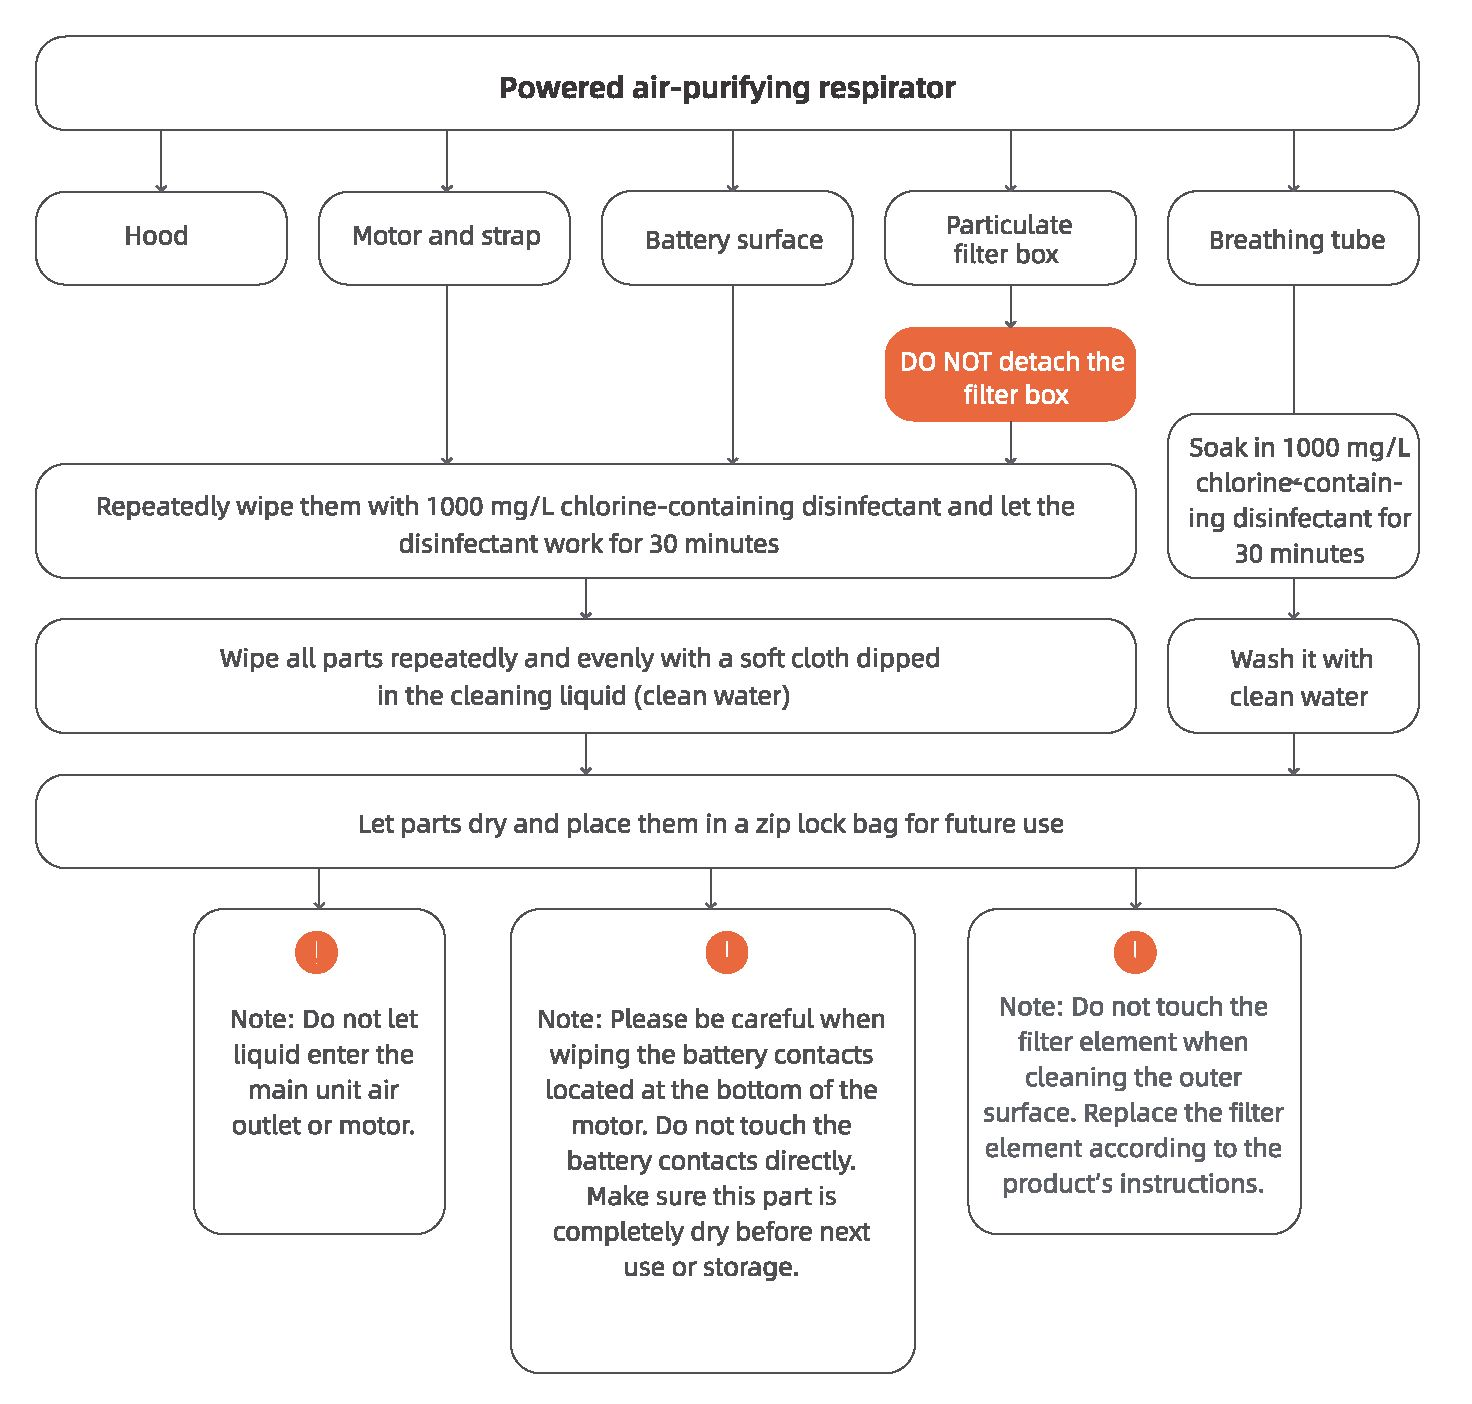 Powered air-purifying respirator
Hood
Motor and strap
Battery surface
Particulate
filter box
Breathing tube
DO NOT detach the
filter box
Repeatedly wipe them with 1000 mg/L chlorine-containing disinfectant and let the
disinfectant work for 30 minutes
Soak in 1000 mg/L
chlorine-contain-
ing disinfectant for
30 minutes
Wipe all parts repeatedly and evenly with a soft cloth dipped
in the cleaning liquid (clean water)
Wash it with
clean water
Let parts dry and place them in a zip lock bag for future use
!
Note: Do not let
liquid enter the
main unit air
outlet or motor.
!
Note: Please be careful when
wiping the battery contacts
located at the bottom of the
motor. Do not touch the
battery contacts directly.
Make sure this part is
completely dry before next
use or storage.
!
Note: Do not touch the
filter element when
cleaning the outer
surface. Replace the filter
element according to the
product's instructions.